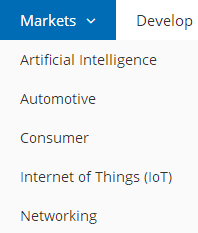 Markets Develop
Artificial Intelligence
Automotive
Consumer
Internet of Things (IoT)
Networking